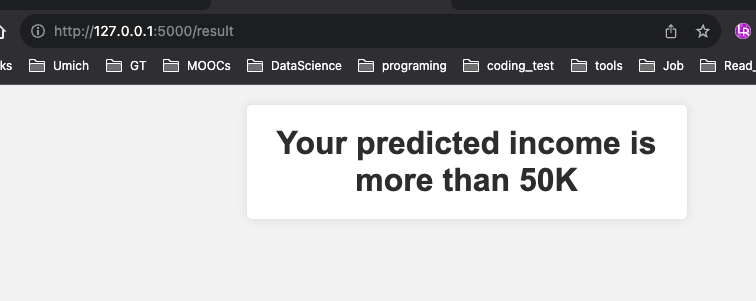 http://127.0.0.1:5000/result
ks Umich GT MOOCs DataScience programing coding_test tools Job Read_
Your predicted income is
more than 50K